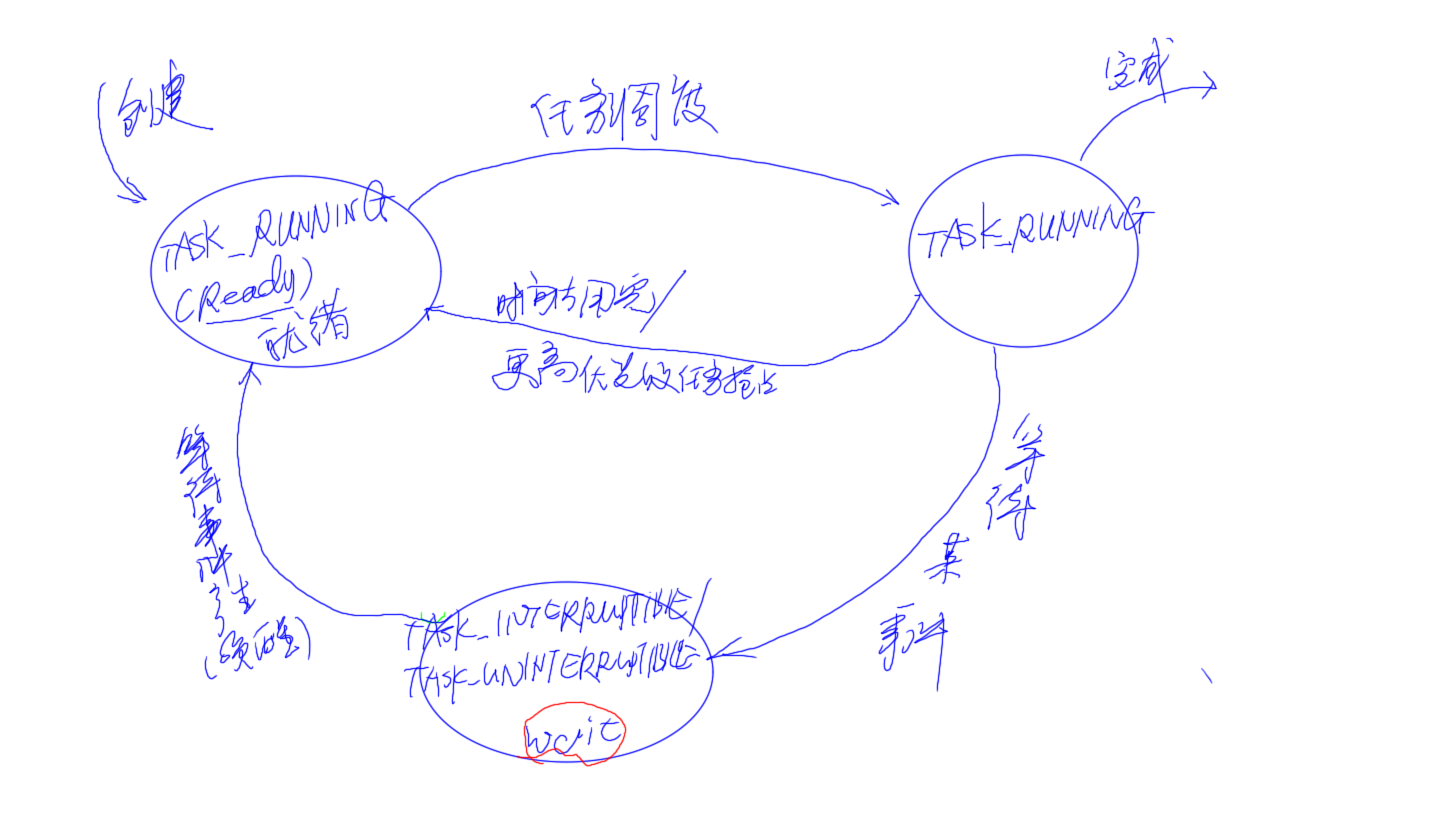 创建
任务调度
完成
TASK_RUNNING
(Ready)
就绪
TASK_RUNNING
时间片用完/
更高优先级任务抢占
等待事件产生
(唤醒)
等待某事件
TASK_INTERRUPTIBLE/
TASK_UNINTERRUPTIBLE
wait